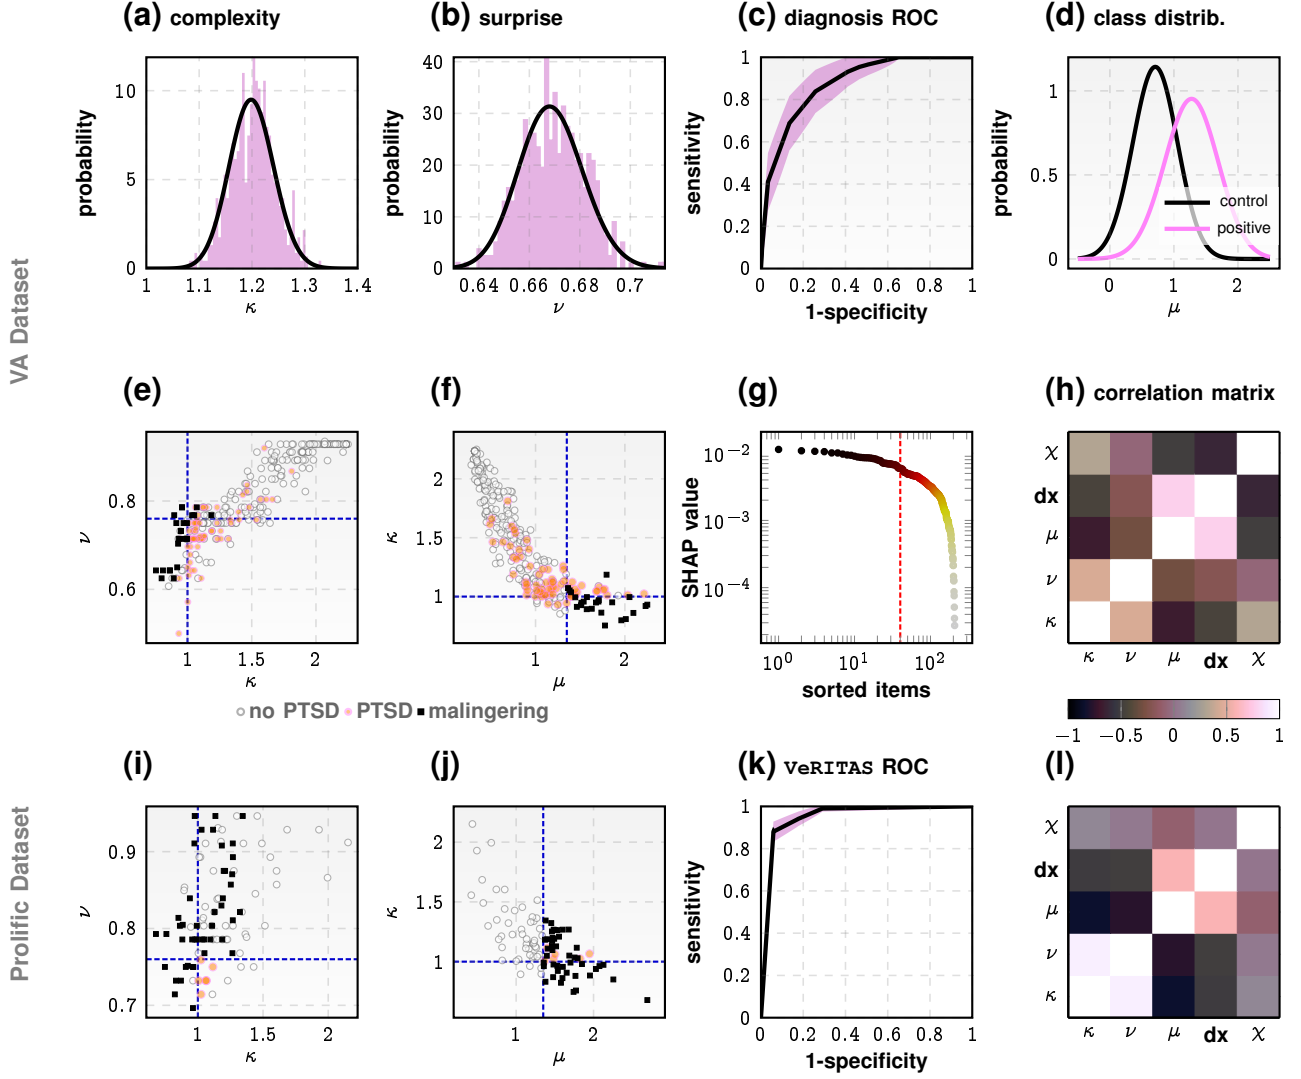 (a) complexity
(b) surprise
(c) diagnosis ROC
(d) class distrib.
VA Dataset
probability
10
5
0
1
1.1
1.2
1.3
1.4
κ
probability
40
30
20
10
0
0.64
0.66
0.68
0.7
ν
sensitivity
1
0.8
0.6
0.4
0.2
0
0
0.2
0.4
0.6
0.8
1
1-specificity
probability
1
0.5
0
0
1
2
μ
control
positive
(e)
(f)
(g)
(h) correlation matrix
ν
0.8
0.6
1
1.5
2
κ
κ
2
1.5
1
1
2
μ
no PTSD
PTSD
malingering
SHAP value
10⁻²
10⁻³
10⁻⁴
10⁰
10¹
10²
sorted items
χ
dx
μ
ν
κ
κ
ν
μ
dx
χ
−1
−0.5
0
0.5
1
Prolific Dataset
(i)
(j)
(k) VeRITAS ROC
(l)
ν
0.9
0.8
0.7
1
1.5
2
κ
κ
2
1.5
1
1
2
μ
sensitivity
1
0.8
0.6
0.4
0.2
0
0
0.2
0.4
0.6
0.8
1
1-specificity
χ
dx
μ
ν
κ
κ
ν
μ
dx
χ